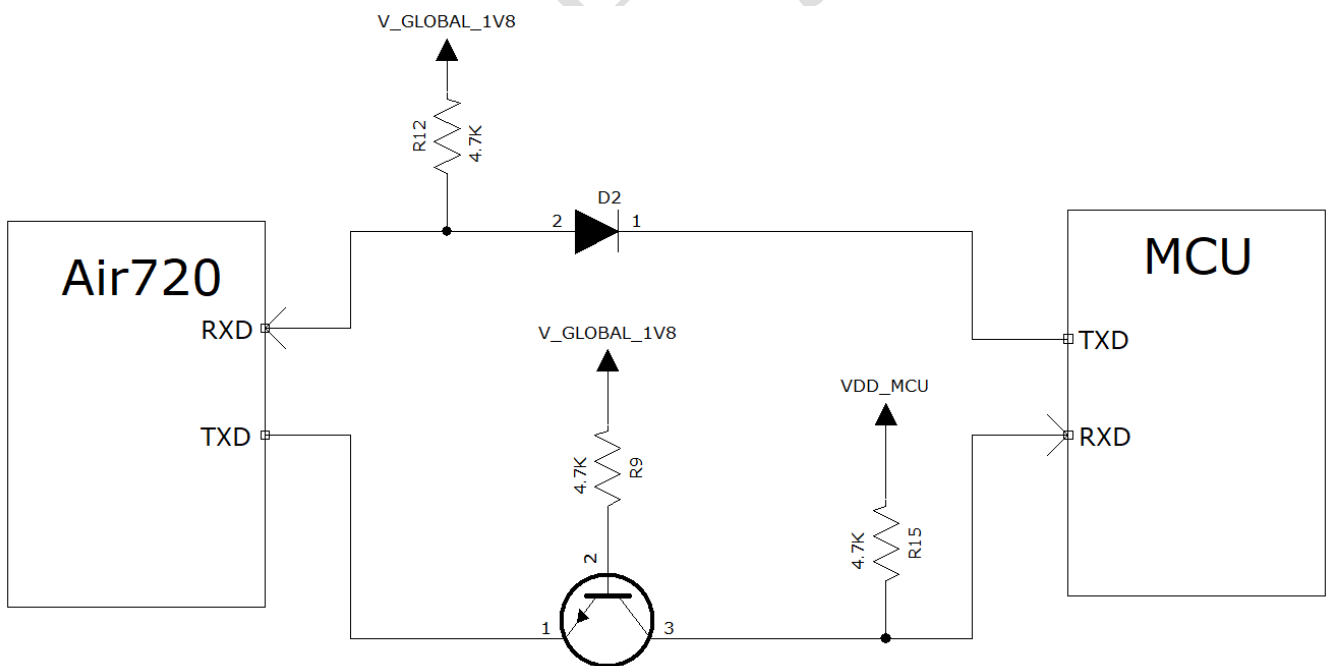 V_GLOBAL_1V8
R12
4.7K
D2
2
1
Air720
MCU
RXD
TXD
V_GLOBAL_1V8
VDD_MCU
TXD
RXD
4.7K
R9
4.7K
R15
2
1
3